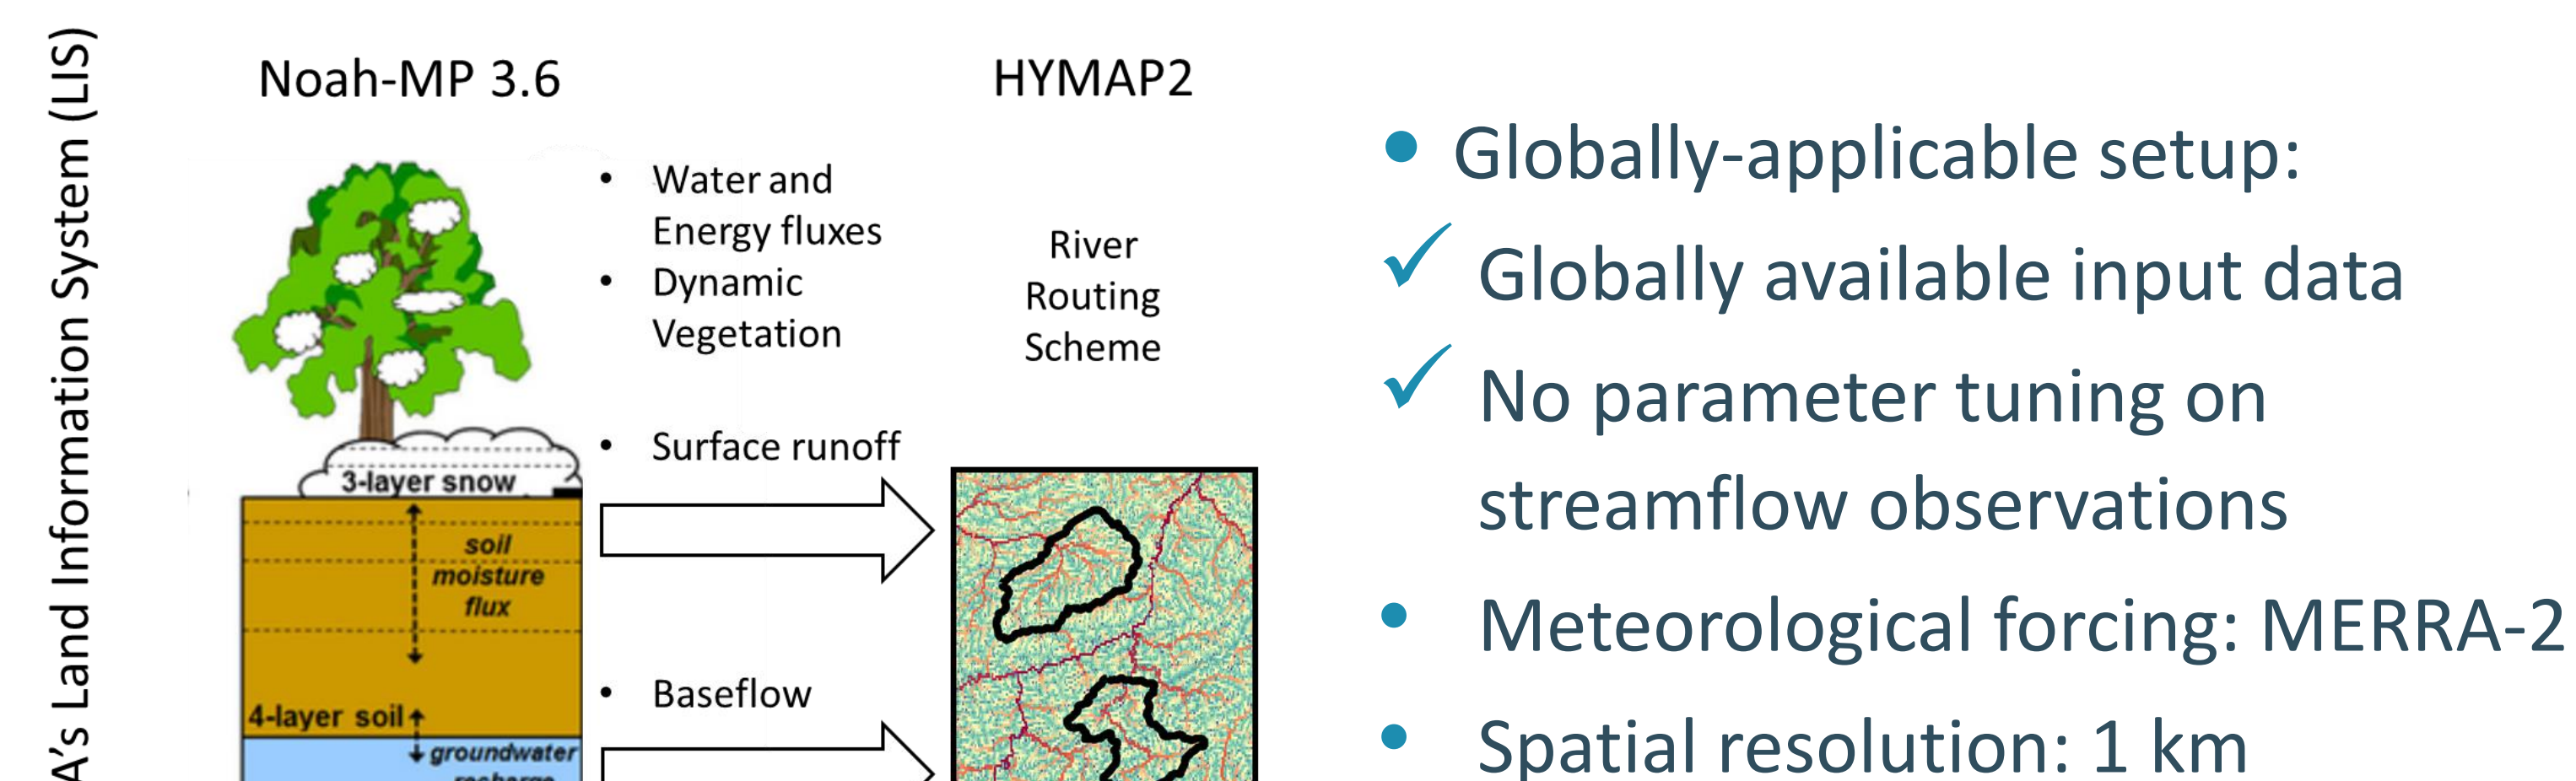 A's Land Information System (LIS)
Noah-MP 3.6
• Water and
Energy fluxes
• Dynamic
Vegetation
• Surface runoff
3-layer snow
soil
moisture
flux
• Baseflow
4-layer soil
groundwater
recharge
HYMAP2
River
Routing
Scheme
• Globally-applicable setup:
✓ Globally available input data
✓ No parameter tuning on
streamflow observations
• Meteorological forcing: MERRA-2
• Spatial resolution: 1 km